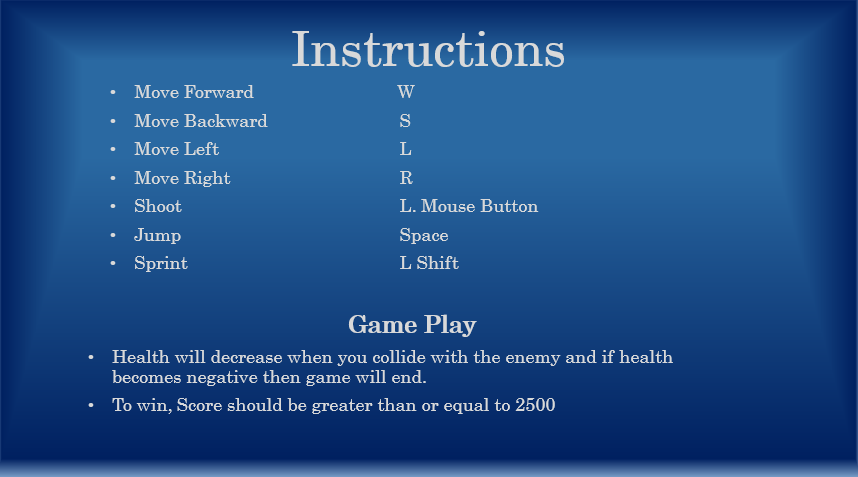 Instructions
• Move Forward W
• Move Backward S
• Move Left L
• Move Right R
• Shoot L. Mouse Button
• Jump Space
• Sprint L Shift
Game Play
• Health will decrease when you collide with the enemy and if health
becomes negative then game will end.
• To win, Score should be greater than or equal to 2500